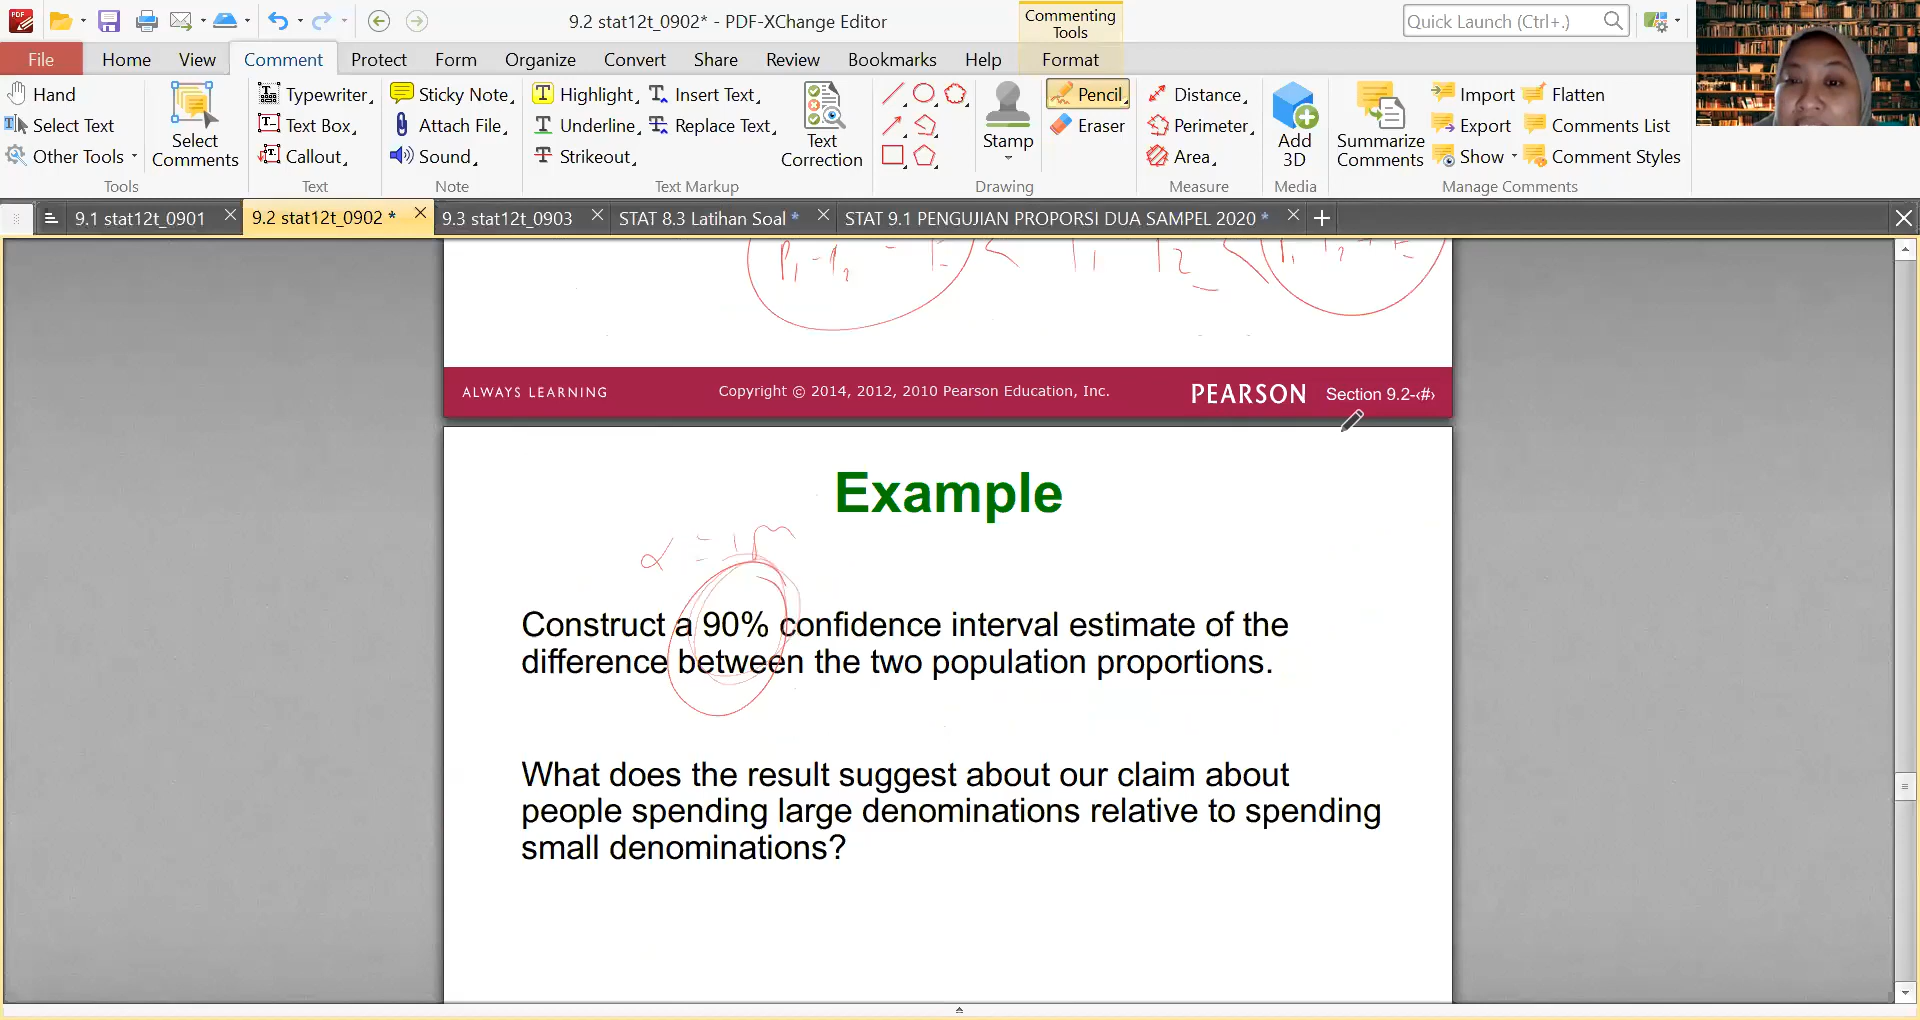 9.2 stat12t_0902* - PDF-XChange Editor
Commenting Tools
Quick Launch (Ctrl+.)
File Home View Comment Protect Form Organize Convert Share Review Bookmarks Help Format
Hand
Select Text
Other Tools
Tools
Select Comments
Typewriter
Text Box
Callout
Text
Sticky Note
Attach File
Sound
Note
Highlight
Underline
Strikeout
Insert Text
Replace Text
Text Correction
Text Markup
Stamp
Pencil
Eraser
Drawing
Distance
Perimeter
Area
Measure
Add 3D
Media
Summarize Comments
Import
Export
Show
Flatten
Comments List
Comment Styles
Manage Comments
9.1 stat12t_0901
9.2 stat12t_0902 *
9.3 stat12t_0903
STAT 8.3 Latihan Soal *
STAT 9.1 PENGUJIAN PROPORSI DUA SAMPEL 2020 *
ALWAYS LEARNING
Copyright © 2014, 2012, 2010 Pearson Education, Inc.
PEARSON
Section 9.2-‹#›
Example
Construct a 90% confidence interval estimate of the
difference between the two population proportions.
What does the result suggest about our claim about
people spending large denominations relative to spending
small denominations?